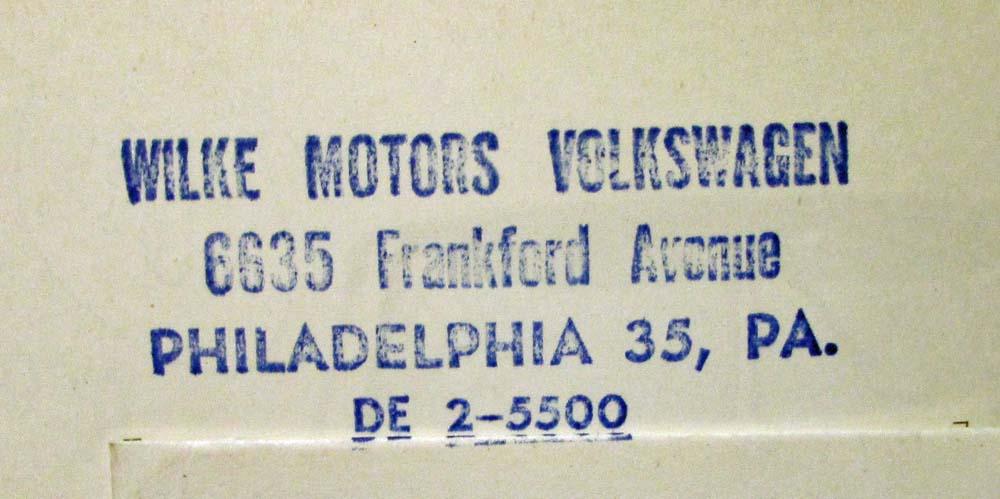 WILKE MOTORS VOLKSWAGEN
6635 Frankford Avenue
PHILADELPHIA 35, PA.
DE 2-5500